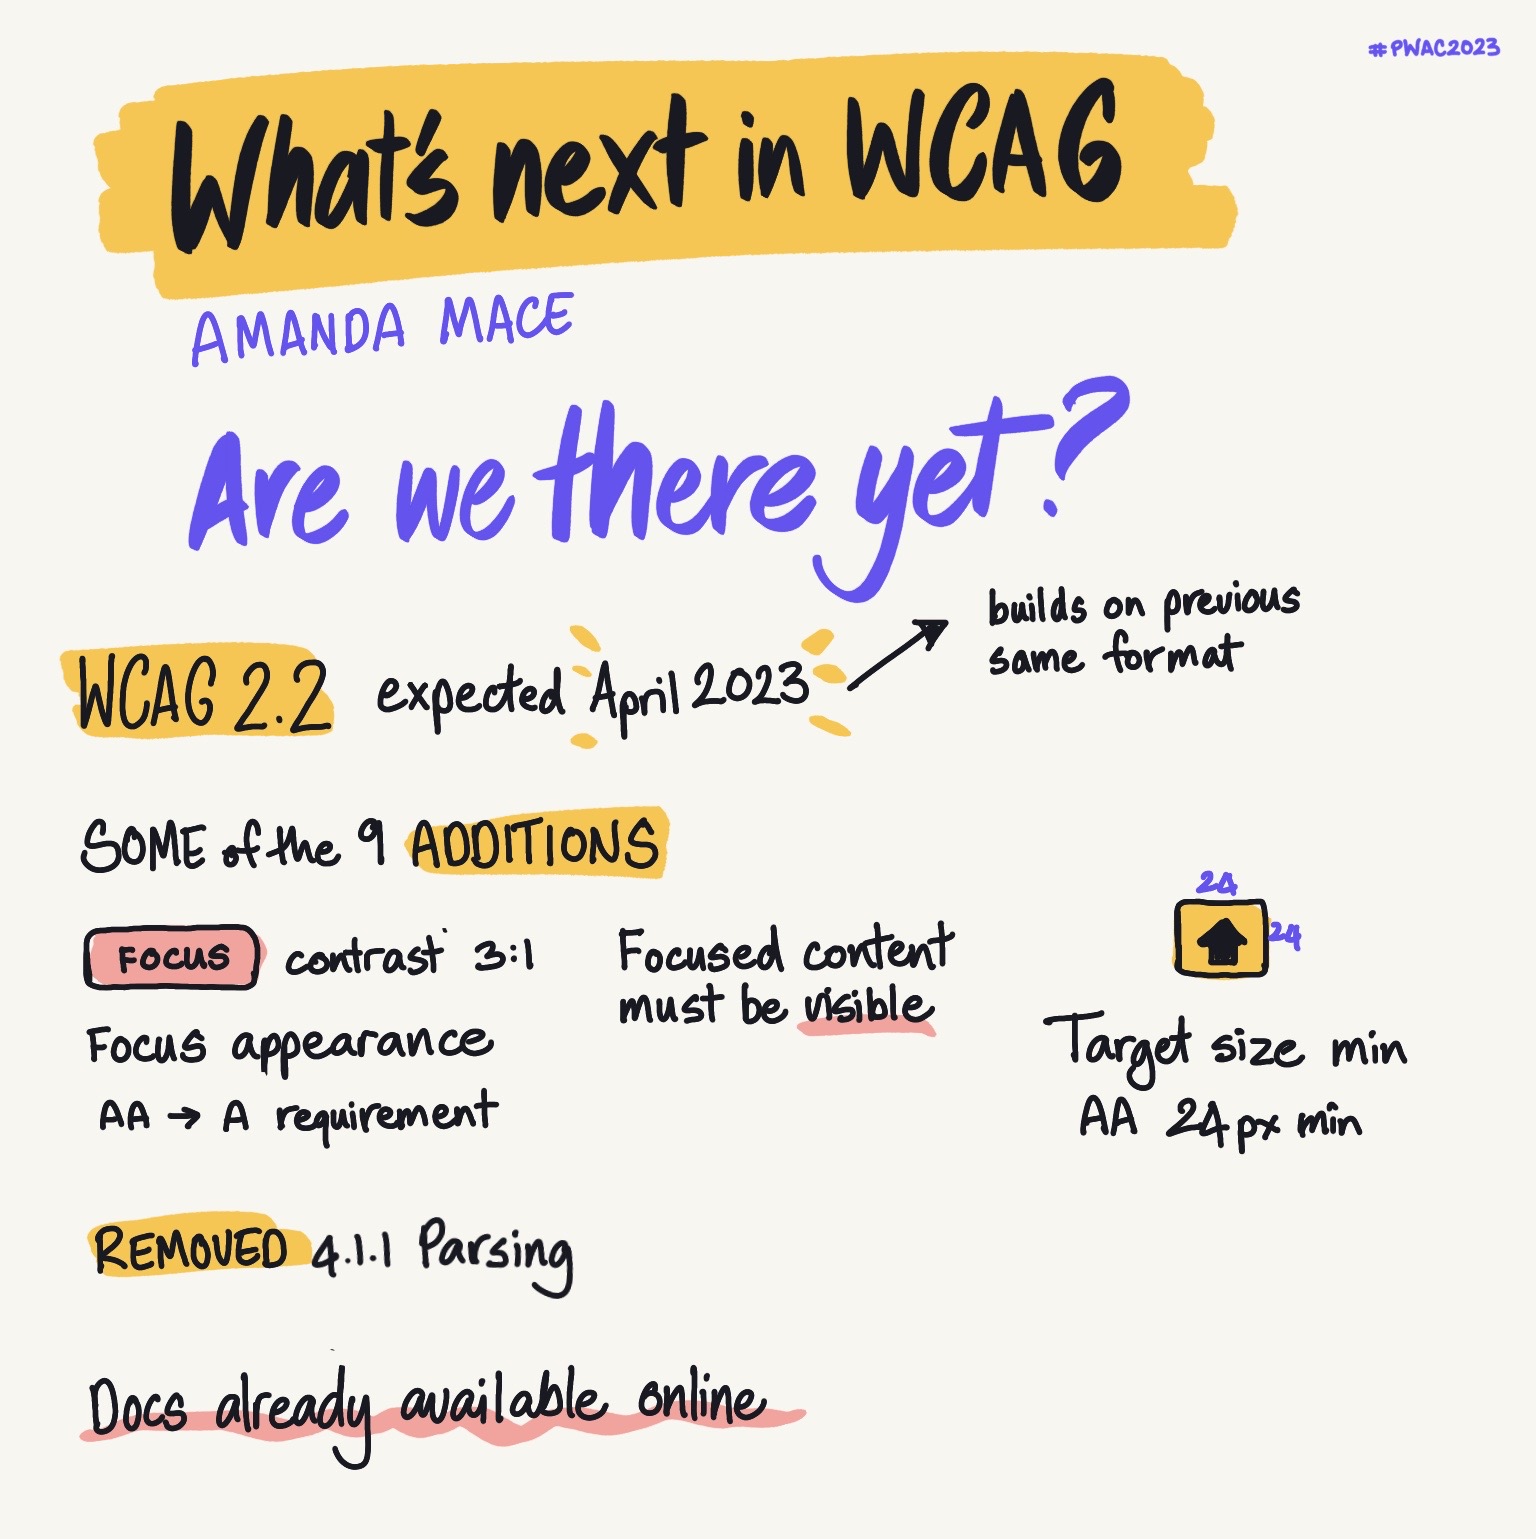 #PWAC2023
What's next in WCAG
AMANDA MACE
Are we there yet?
WCAG 2.2 expected April 2023
builds on previous
same format
SOME of the 9 ADDITIONS
FOCUS contrast 3:1
Focus appearance
AA → A requirement
Focused content
must be visible
24
24
Target size min
AA 24px min
REMOVED 4.1.1 Parsing
Docs already available online